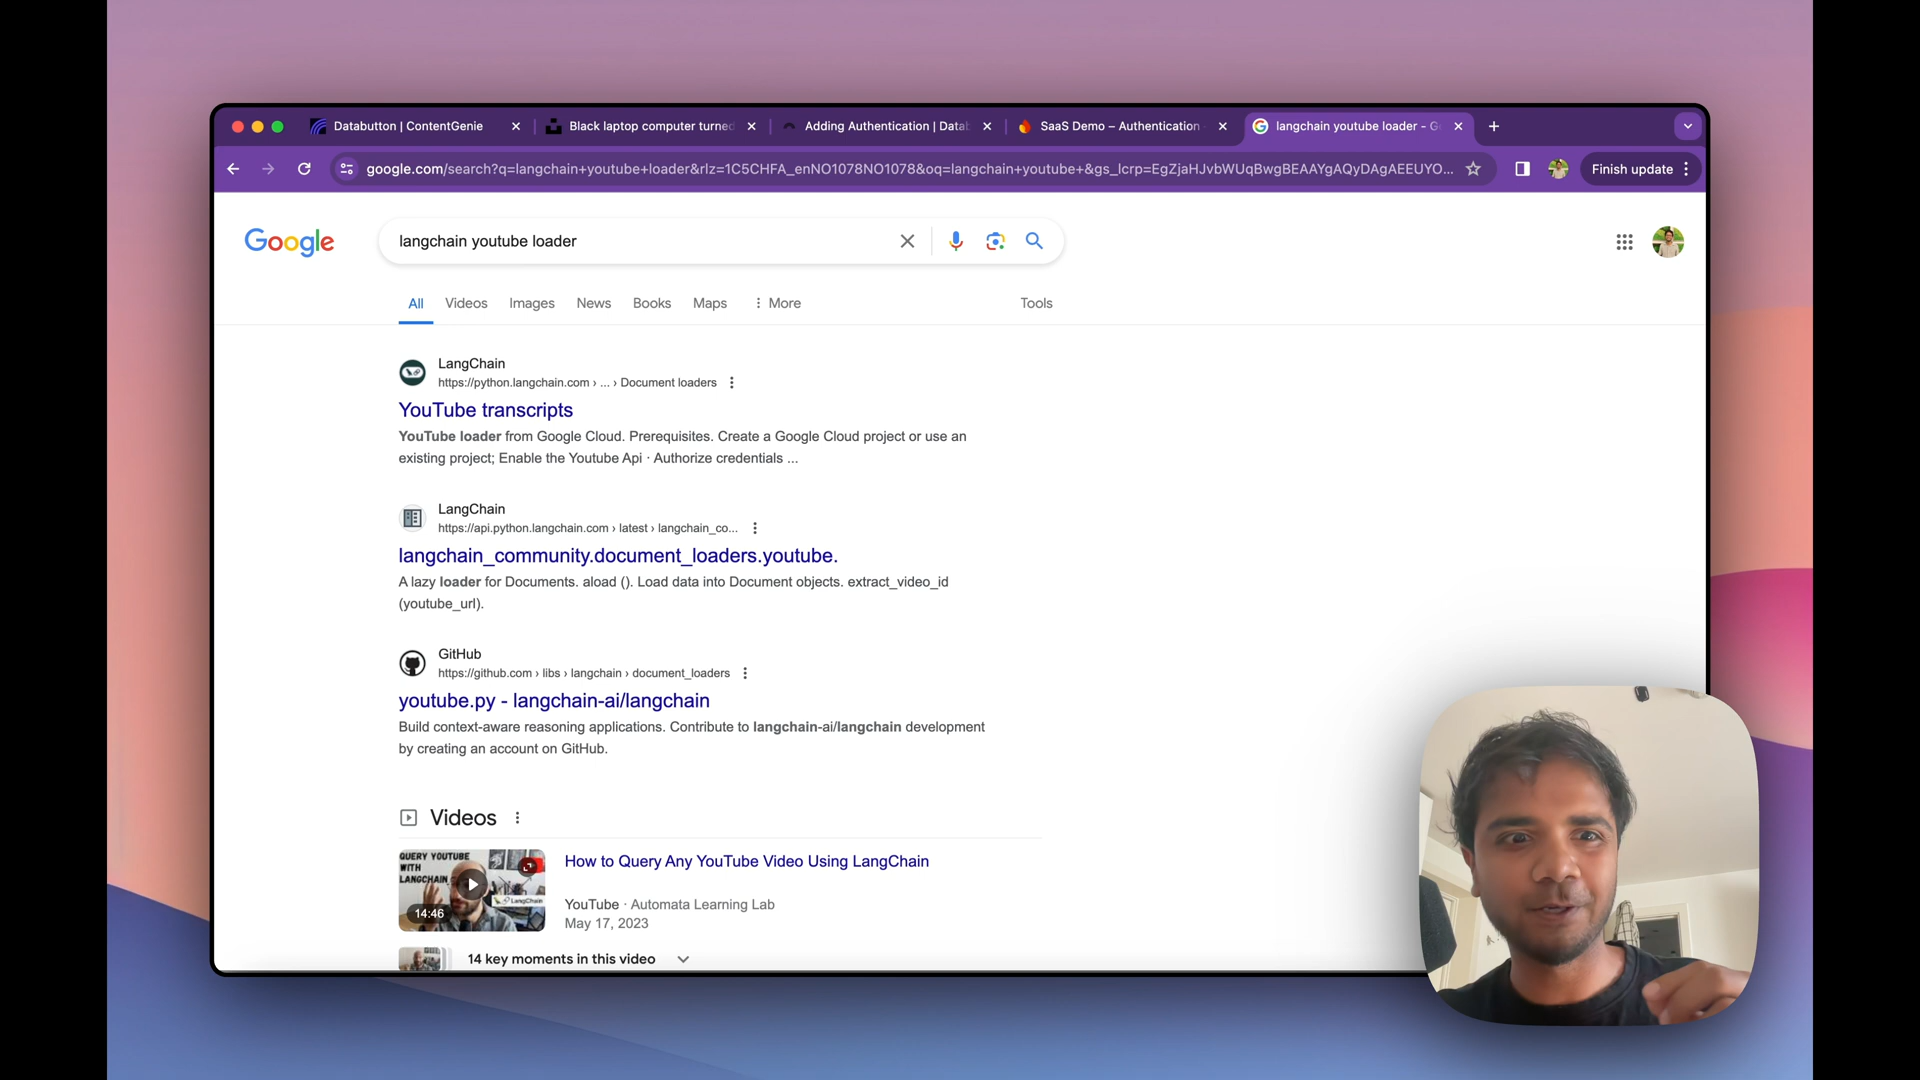 Databutton | ContentGenie
Black laptop computer turned
Adding Authentication | Datab
SaaS Demo – Authentication
langchain youtube loader - G
google.com/search?q=langchain+youtube+loader&rlz=1C5CHFA_enNO1078NO1078&oq=langchain+youtube+&gs_lcrp=EgZjaHJvbWUqBwgBEAAYgAQyDAgAEEUYO...
Finish update
Google
langchain youtube loader
All
Videos
Images
News
Books
Maps
More
Tools
LangChain
https://python.langchain.com › ... › Document loaders
YouTube transcripts
YouTube loader from Google Cloud. Prerequisites. Create a Google Cloud project or use an
existing project; Enable the Youtube Api · Authorize credentials ...
LangChain
https://api.python.langchain.com › latest › langchain_co...
langchain_community.document_loaders.youtube.
A lazy loader for Documents. aload (). Load data into Document objects. extract_video_id
(youtube_url).
GitHub
https://github.com › libs › langchain › document_loaders
youtube.py - langchain-ai/langchain
Build context-aware reasoning applications. Contribute to langchain-ai/langchain development
by creating an account on GitHub.
Videos
QUERY YOUTUBE
WITH
LANGCHAIN
LangChain
14:46
How to Query Any YouTube Video Using LangChain
YouTube · Automata Learning Lab
May 17, 2023
14 key moments in this video